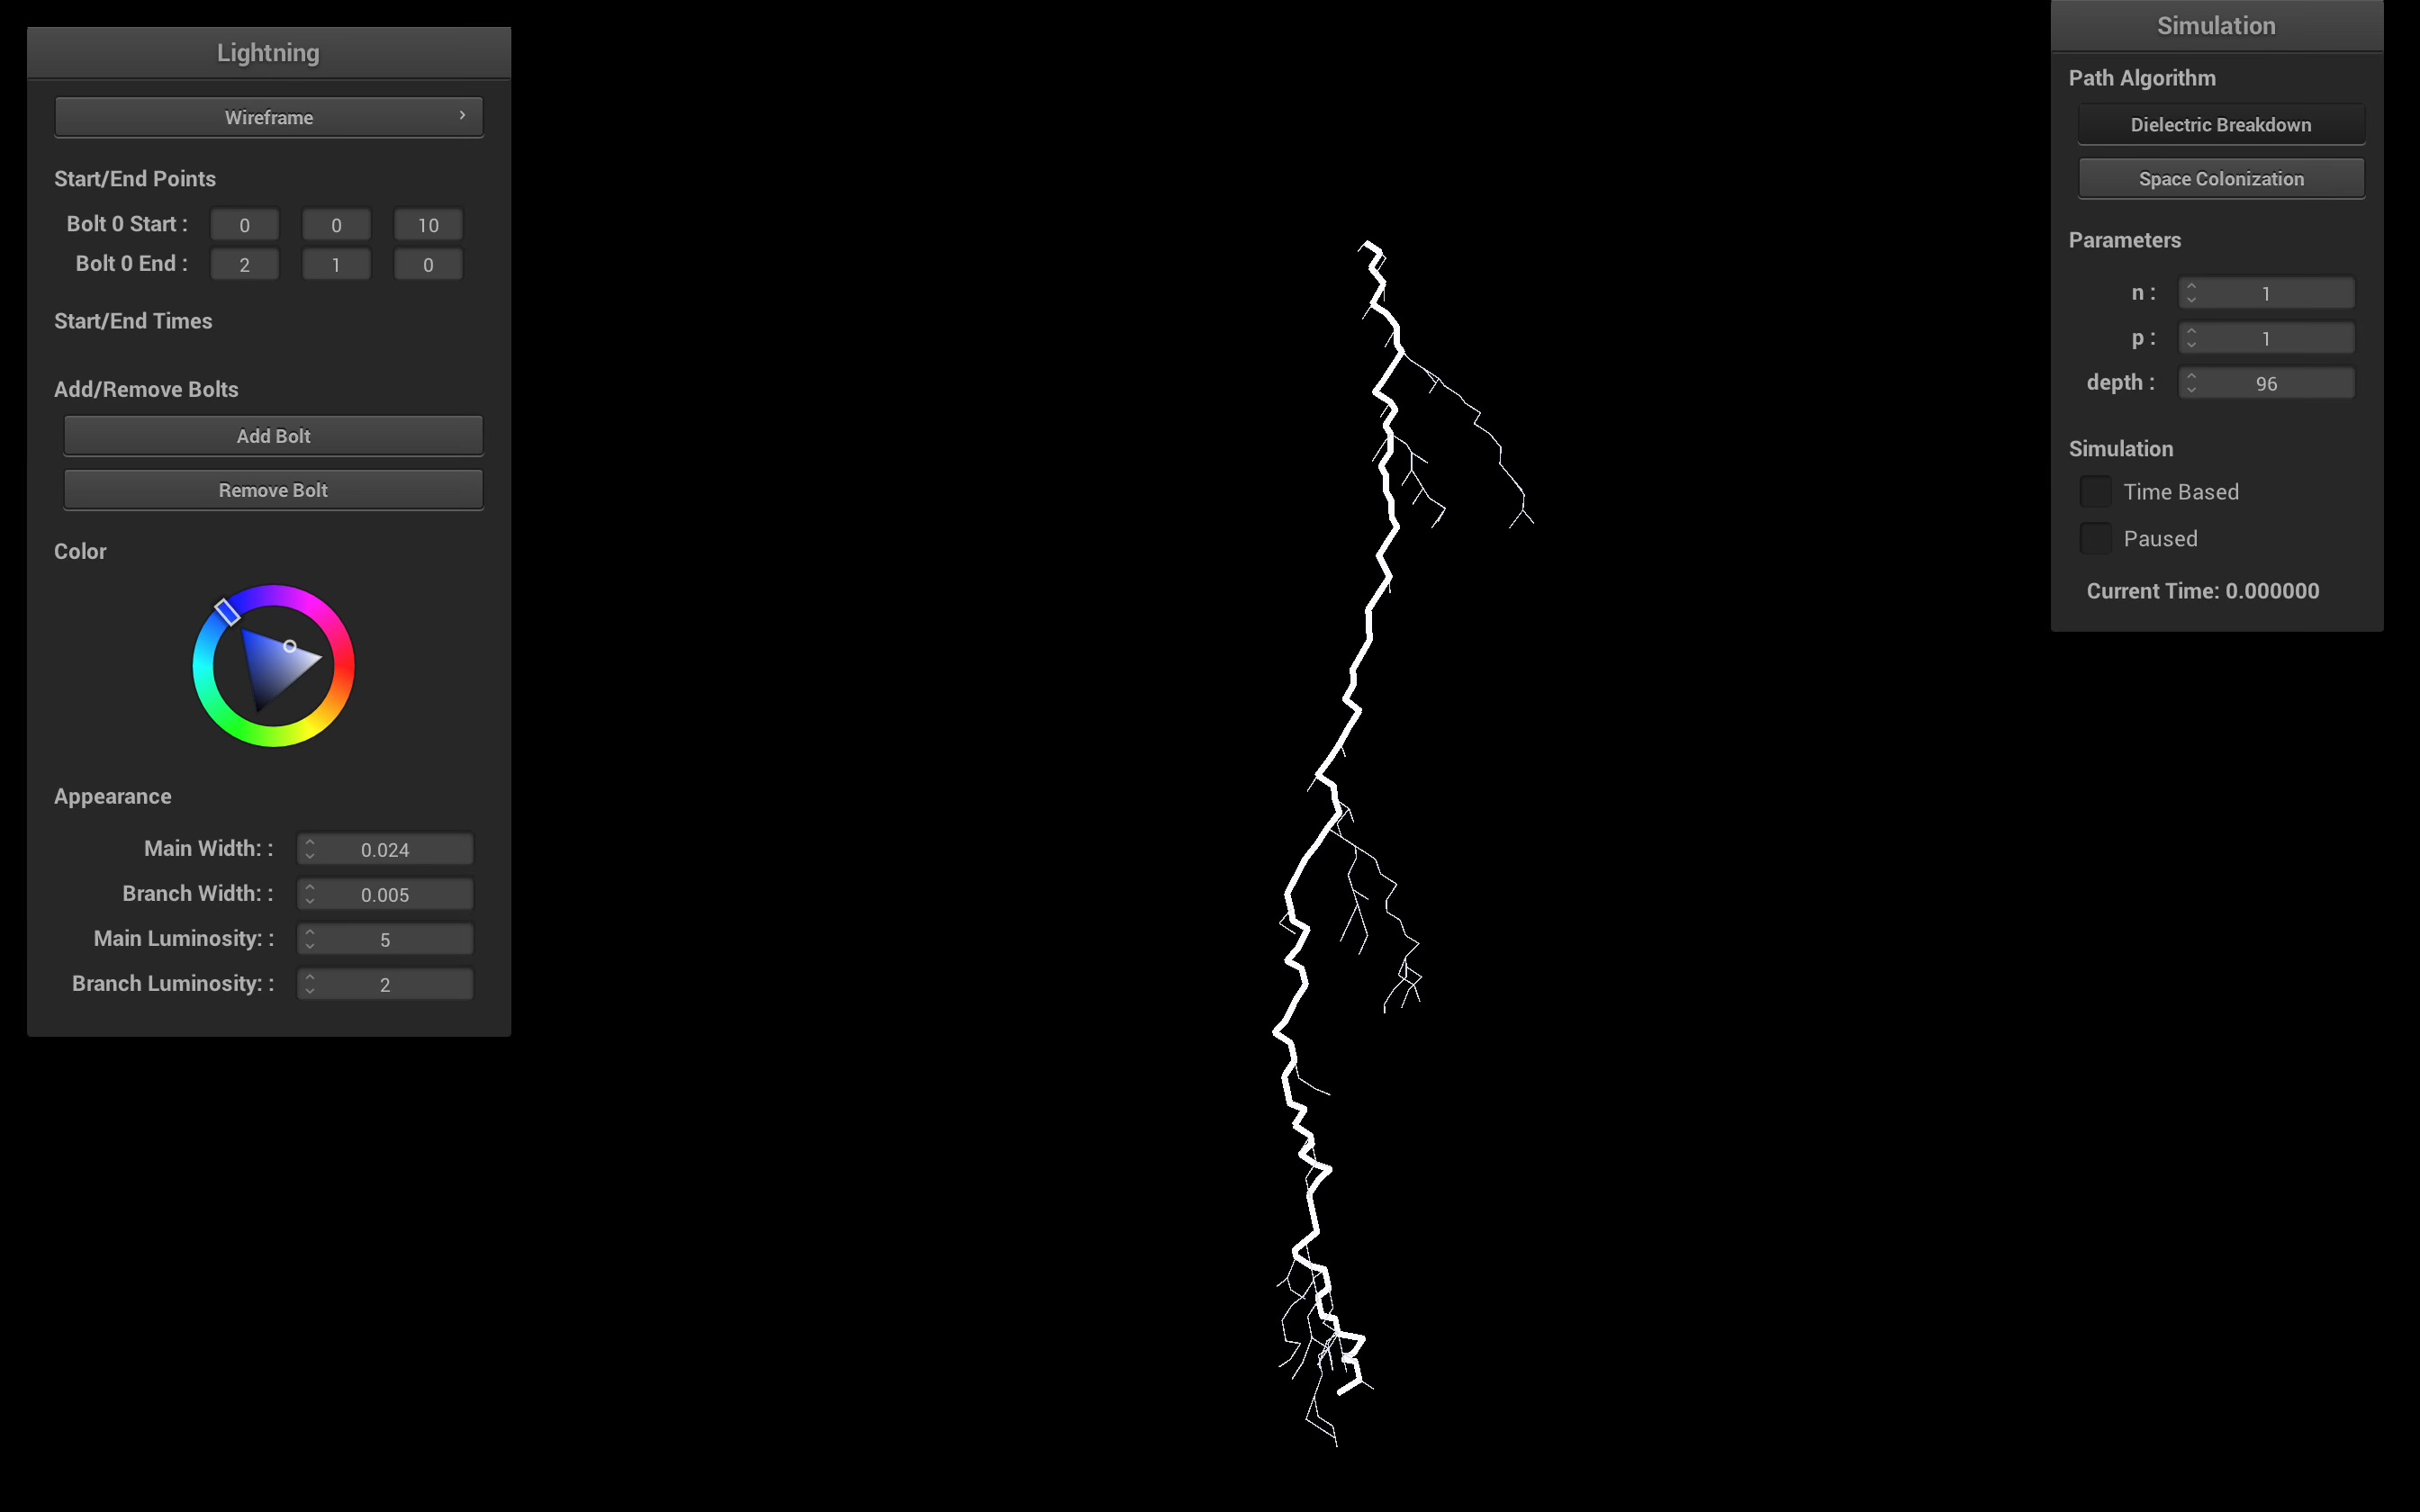 Lightning
Wireframe
Start/End Points
Bolt 0 Start : 0 0 10
Bolt 0 End : 2 1 0
Start/End Times
Add/Remove Bolts
Add Bolt
Remove Bolt
Color
Appearance
Main Width: : 0.024
Branch Width: : 0.005
Main Luminosity: : 5
Branch Luminosity: : 2
Simulation
Path Algorithm
Dielectric Breakdown
Space Colonization
Parameters
n : 1
p : 1
depth : 96
Simulation
Time Based
Paused
Current Time: 0.000000